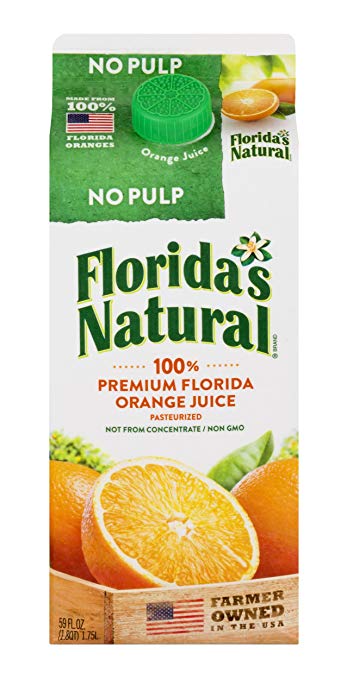 NO PULP
MADE FROM
100%
FLORIDA
ORANGES
Orange Juice
Florida's
Natural
NO PULP
Florida's
Natural
® BRAND
100%
PREMIUM FLORIDA
ORANGE JUICE
PASTEURIZED
NOT FROM CONCENTRATE / NON GMO
FARMER
OWNED
IN THE USA
59 FL OZ
(1.8QT) 1.75L